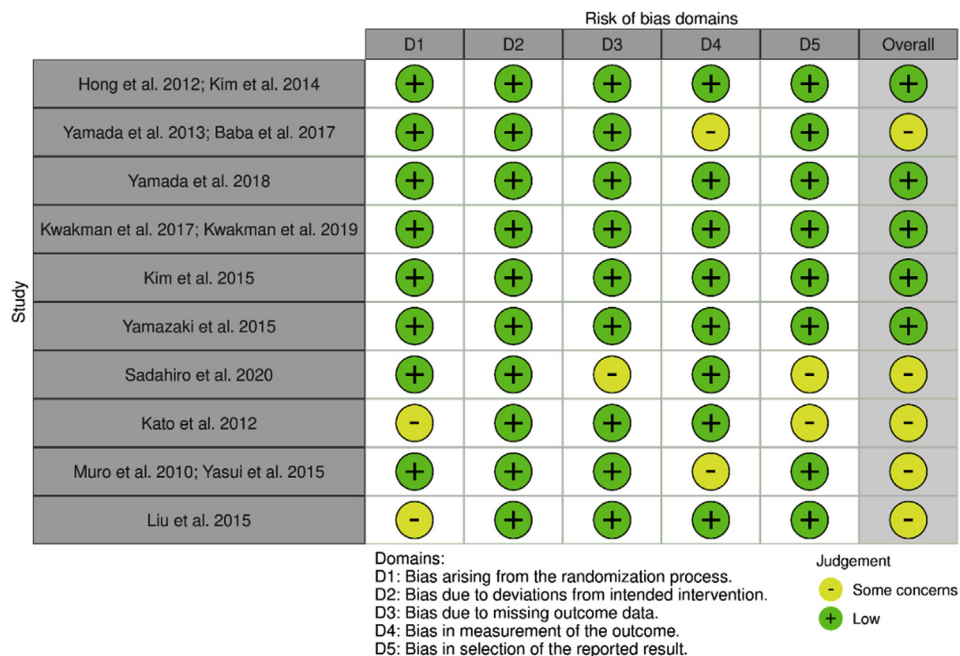 Risk of bias domains
D1 D2 D3 D4 D5 Overall
Study
Hong et al. 2012; Kim et al. 2014 + + + + + +
Yamada et al. 2013; Baba et al. 2017 + + + - + -
Yamada et al. 2018 + + + + + +
Kwakman et al. 2017; Kwakman et al. 2019 + + + + + +
Kim et al. 2015 + + + + + +
Yamazaki et al. 2015 + + + + + +
Sadahiro et al. 2020 + + - + - -
Kato et al. 2012 - + + + - -
Muro et al. 2010; Yasui et al. 2015 + + + - + -
Liu et al. 2015 - + + + + -
Domains:
D1: Bias arising from the randomization process.
D2: Bias due to deviations from intended intervention.
D3: Bias due to missing outcome data.
D4: Bias in measurement of the outcome.
D5: Bias in selection of the reported result.
Judgement
- Some concerns
+ Low